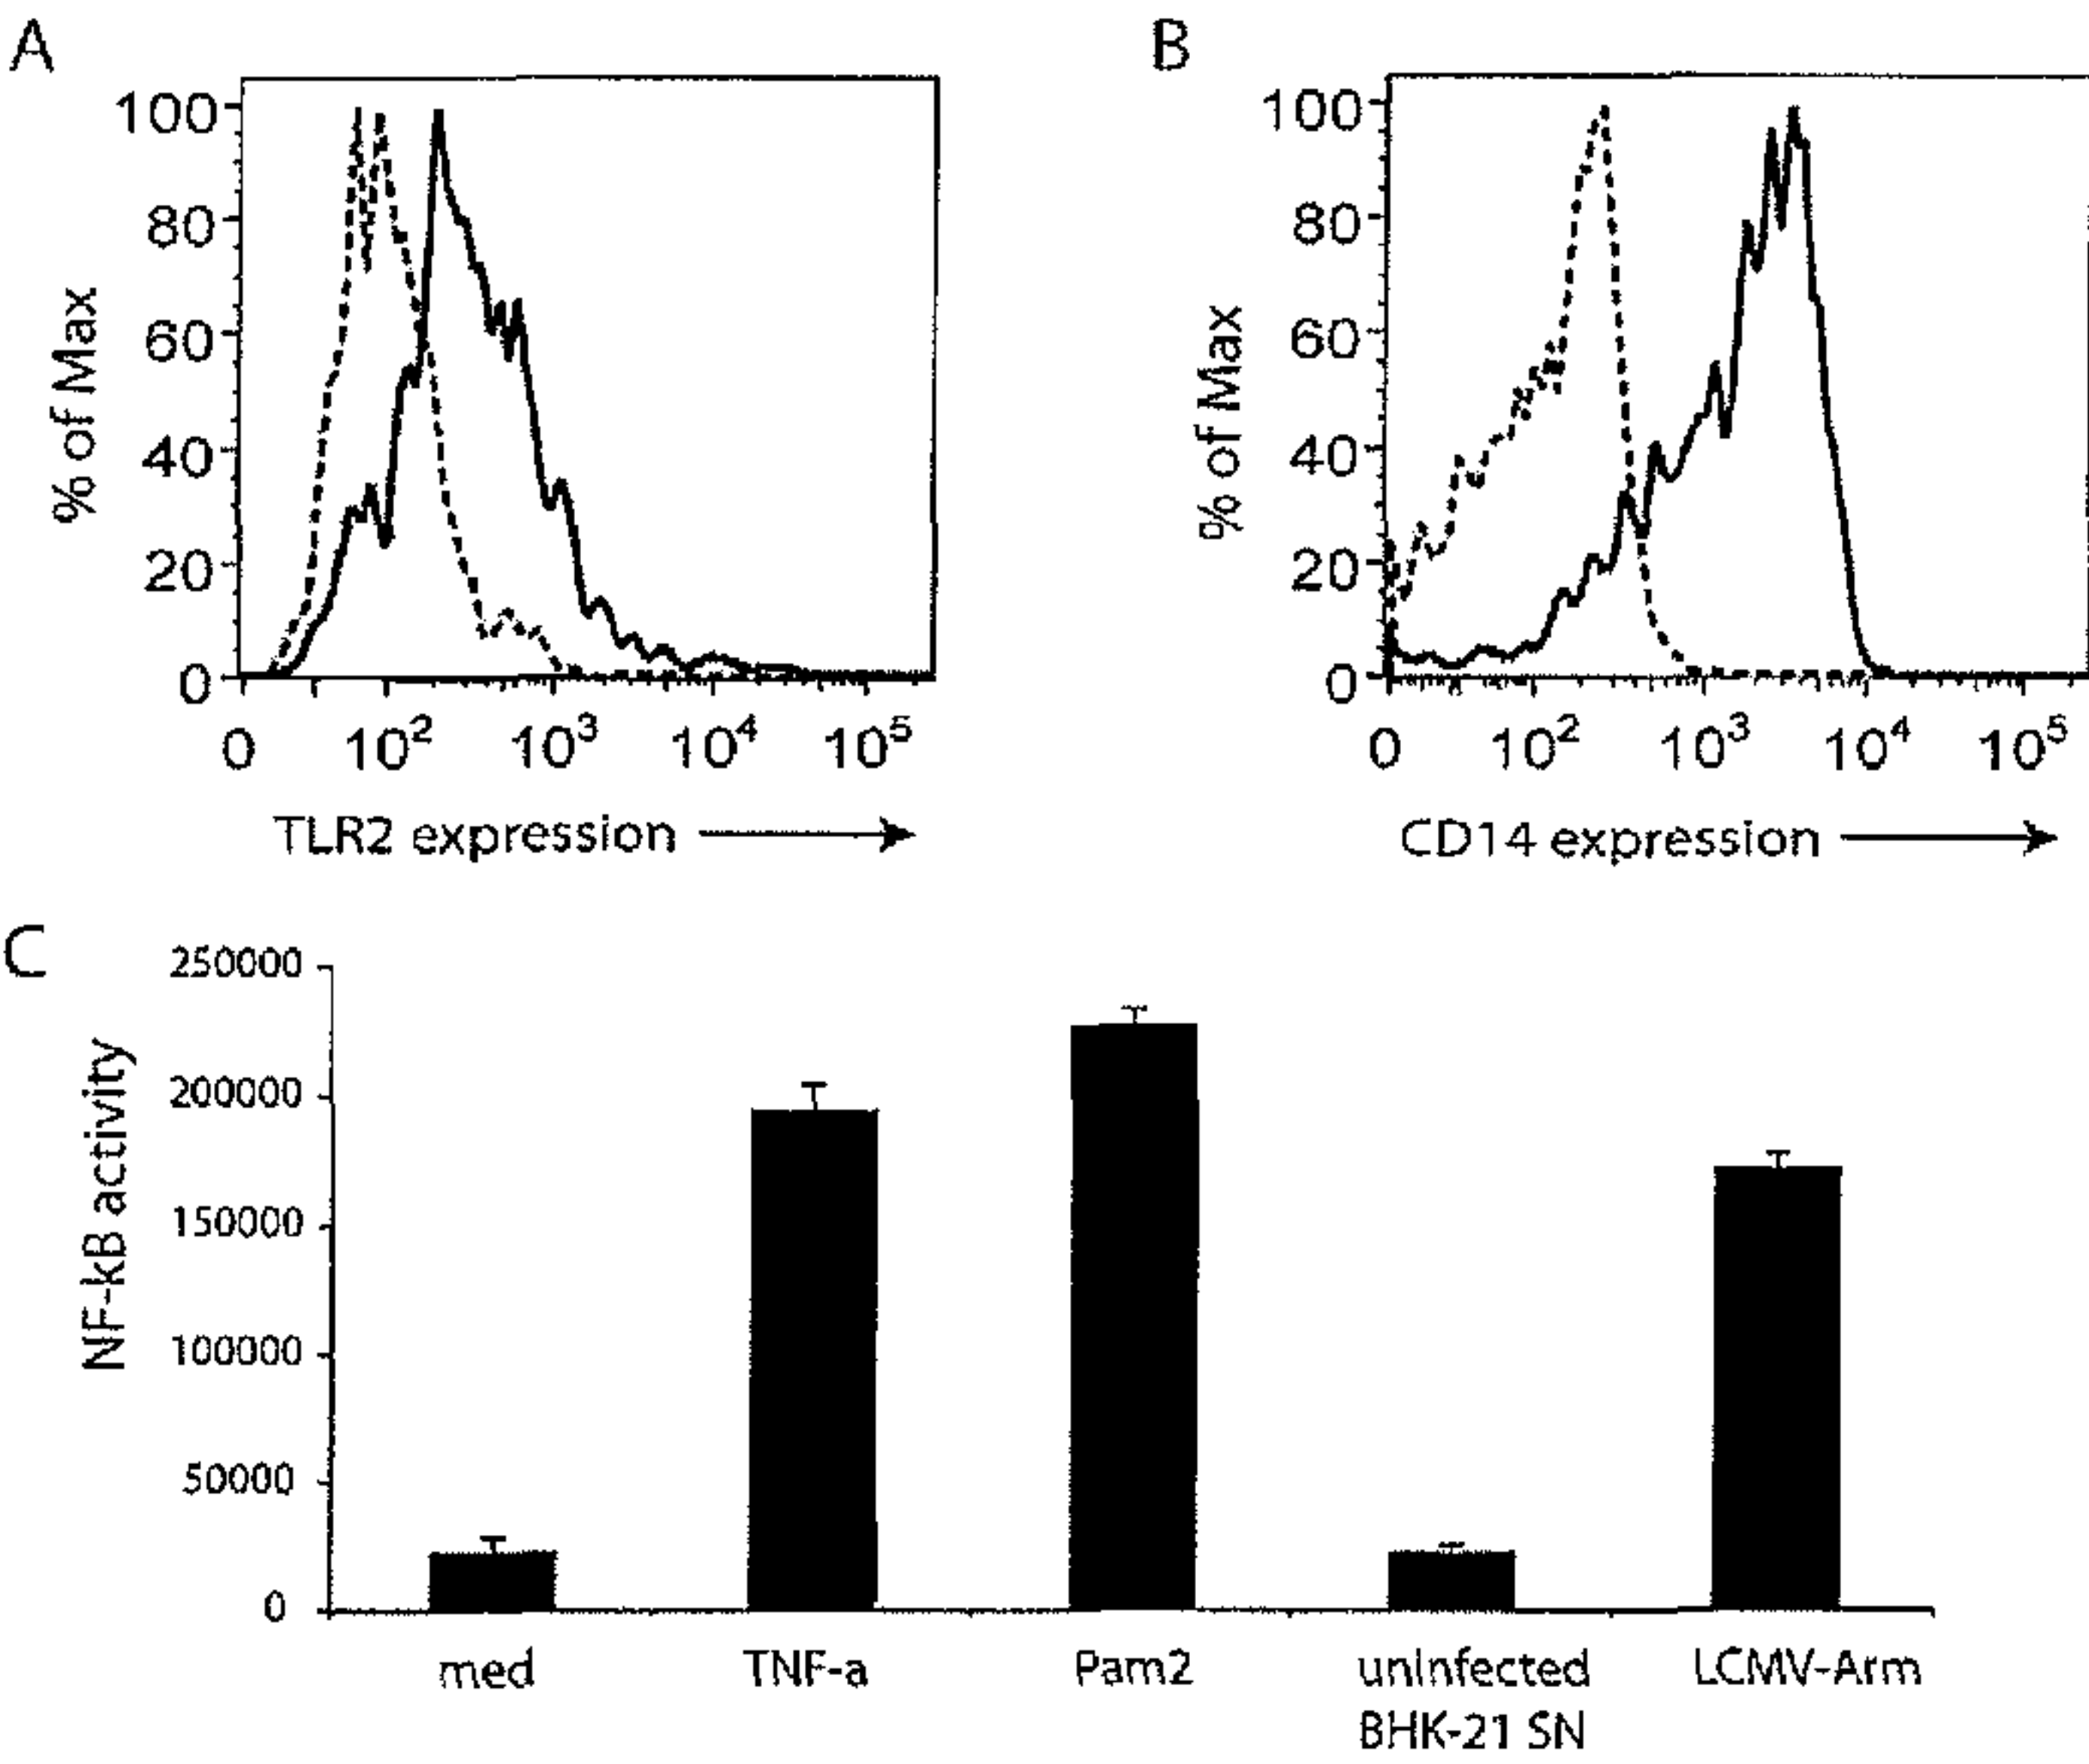 A
100
80
60
40
20
0
% of Max
0 10² 10³ 10⁴ 10⁵
TLR2 expression
B
100
80
60
40
20
0
% of Max
0 10² 10³ 10⁴ 10⁵
CD14 expression
C
250000
200000
150000
100000
50000
0
NF-kB activity
med TNF-a Pam2 uninfected LCMV-Arm
BHK-21 SN